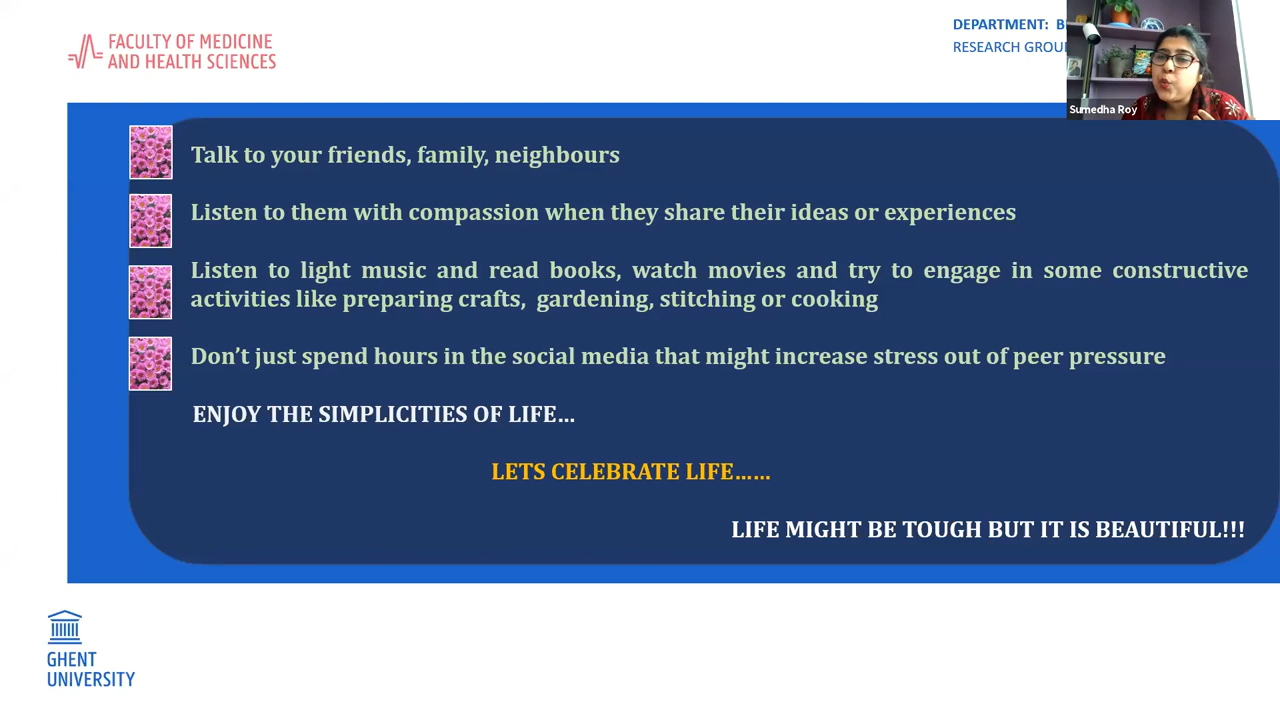 FACULTY OF MEDICINE
AND HEALTH SCIENCES
DEPARTMENT:
RESEARCH
Sumedha Roy
Talk to your friends, family, neighbours
Listen to them with compassion when they share their ideas or experiences
Listen to light music and read books, watch movies and try to engage in some constructive
activities like preparing crafts, gardening, stitching or cooking
Don’t just spend hours in the social media that might increase stress out of peer pressure
ENJOY THE SIMPLICITIES OF LIFE…
LETS CELEBRATE LIFE……
LIFE MIGHT BE TOUGH BUT IT IS BEAUTIFUL!!!
GHENT
UNIVERSITY